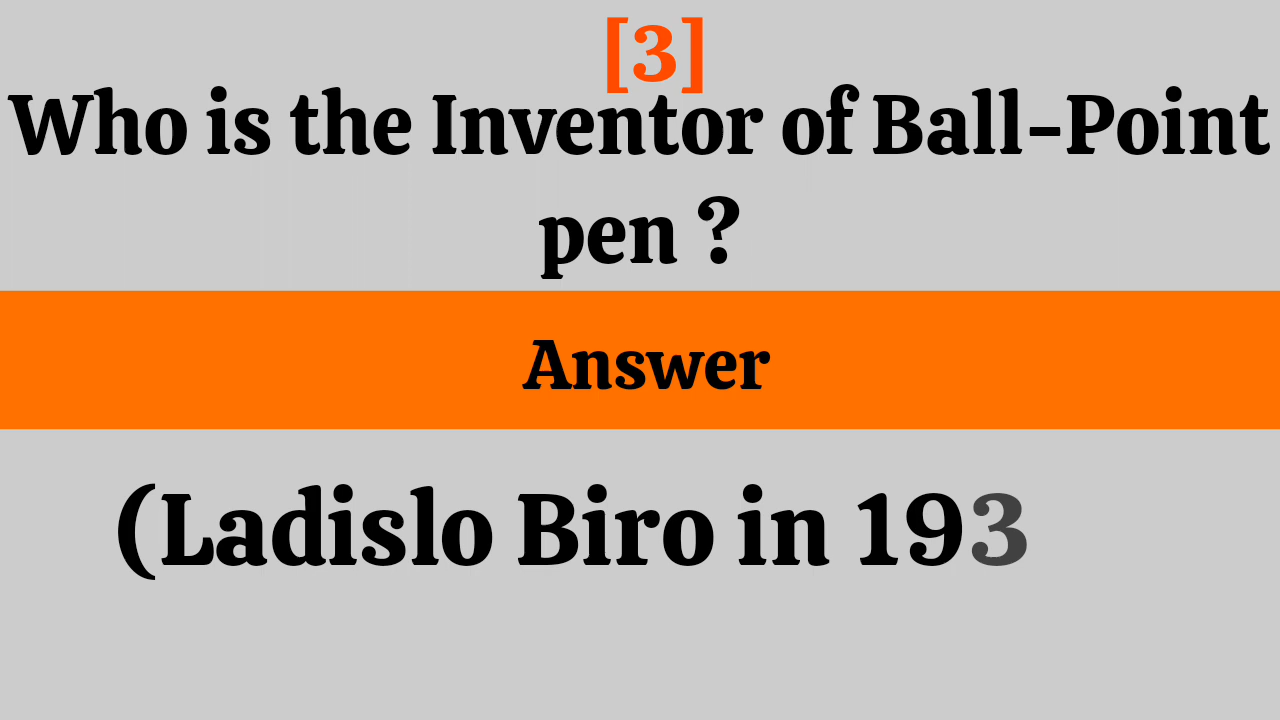 [3]
Who is the Inventor of Ball-Point
pen ?
Answer
(Ladislo Biro in 193